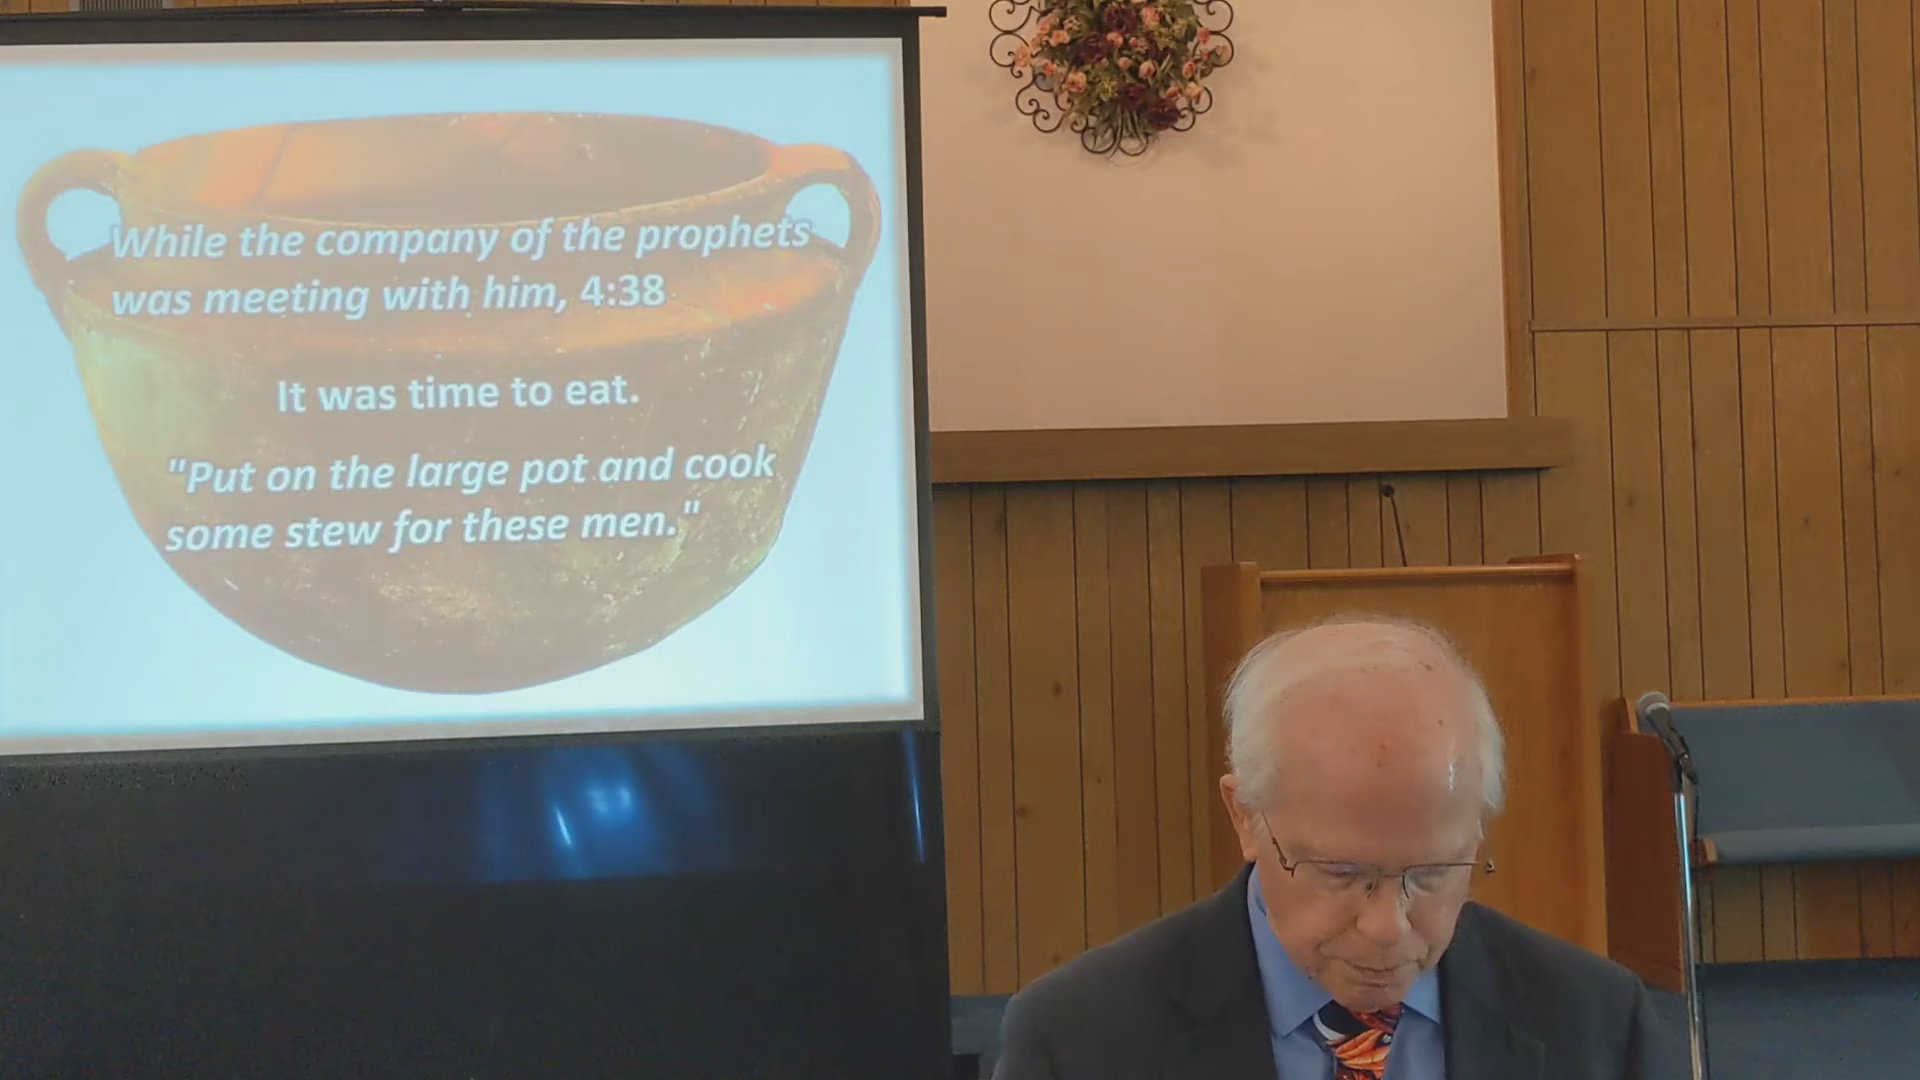 While the company of the prophets
was meeting with him, 4:38
It was time to eat.
"Put on the large pot and cook
some stew for these men."